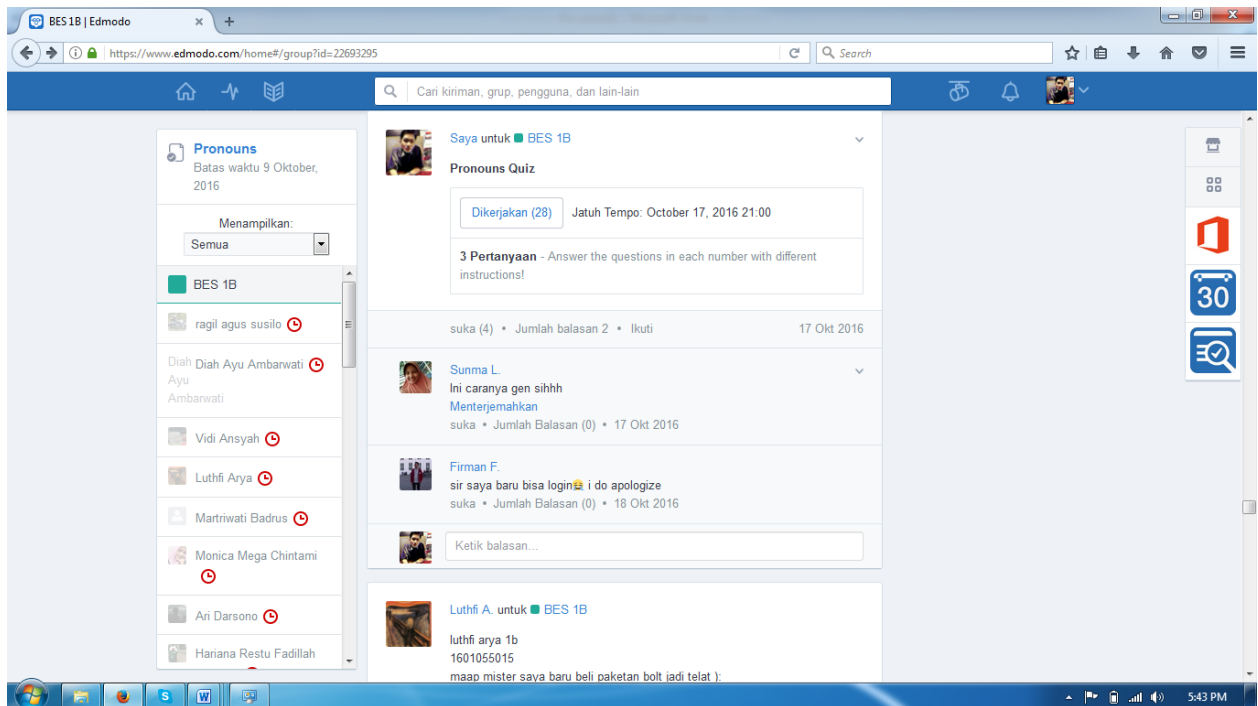 BES 1B | Edmodo
https://www.edmodo.com/home#/group?id=22693295
Search
Cari kiriman, grup, pengguna, dan lain-lain
Pronouns
Batas waktu 9 Oktober,
2016
Menampilkan:
Semua
BES 1B
ragil agus susilo
Diah
Ayu
Ambarwati
Diah Ayu Ambarwati
Vidi Ansyah
Luthfi Arya
Martriwati Badrus
Monica Mega Chintami
Ari Darsono
Hariana Restu Fadillah
Saya untuk BES 1B
Pronouns Quiz
Dikerjakan (28) Jatuh Tempo: October 17, 2016 21:00
3 Pertanyaan - Answer the questions in each number with different
instructions!
suka (4) • Jumlah balasan 2 • Ikuti 17 Okt 2016
Sunma L.
Ini caranya gen sihhh
Menterjemahkan
suka • Jumlah Balasan (0) • 17 Okt 2016
Firman F.
sir saya baru bisa login😂 i do apologize
suka • Jumlah Balasan (0) • 18 Okt 2016
Ketik balasan...
Luthfi A. untuk BES 1B
luthfi arya 1b
1601055015
maap mister saya baru beli paketan bolt jadi telat ):
30
5:43 PM